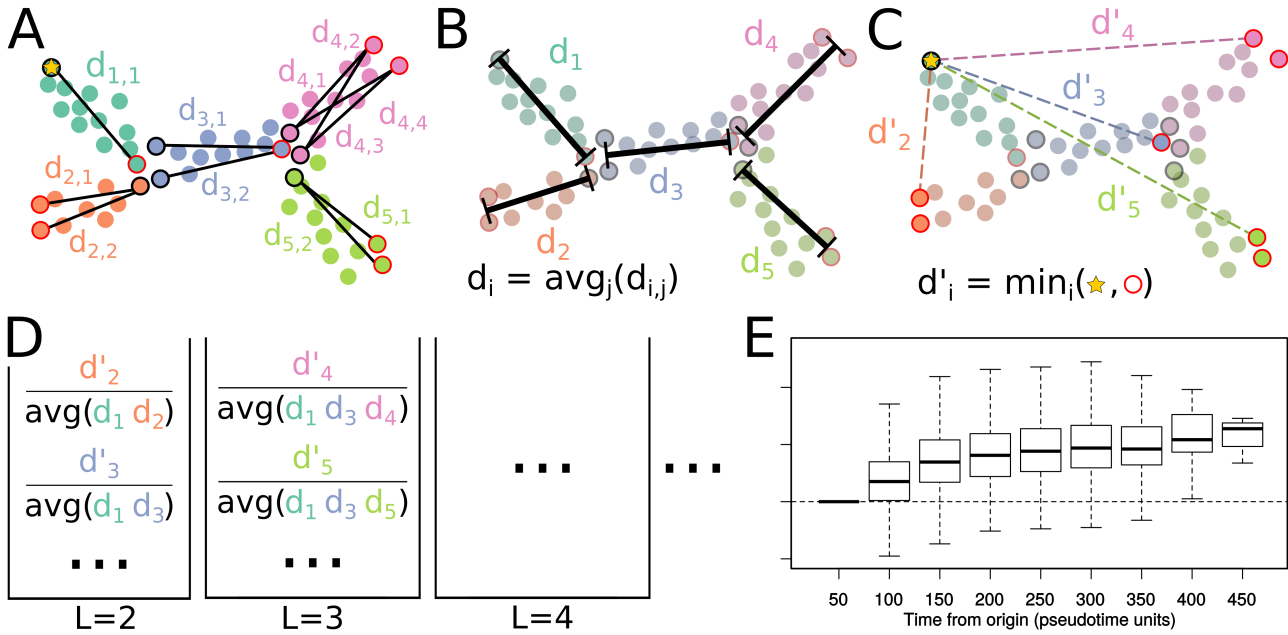 A
d1,1
d2,1
d2,2
d3,1
d3,2
d4,2
d4,1
d4,4
d4,3
d5,1
d5,2
B
d1
d2
d3
d4
d5
di = avgj(di,j)
C
d'4
d'3
d'2
d'5
d'i = mini(★,○)
D
d'2
avg(d1 d2)
d'3
avg(d1 d3)
...
L=2
d'4
avg(d1 d3 d4)
d'5
avg(d1 d3 d5)
...
L=3
...
L=4
...
E
50 100 150 200 250 300 350 400 450
Time from origin (pseudotime units)